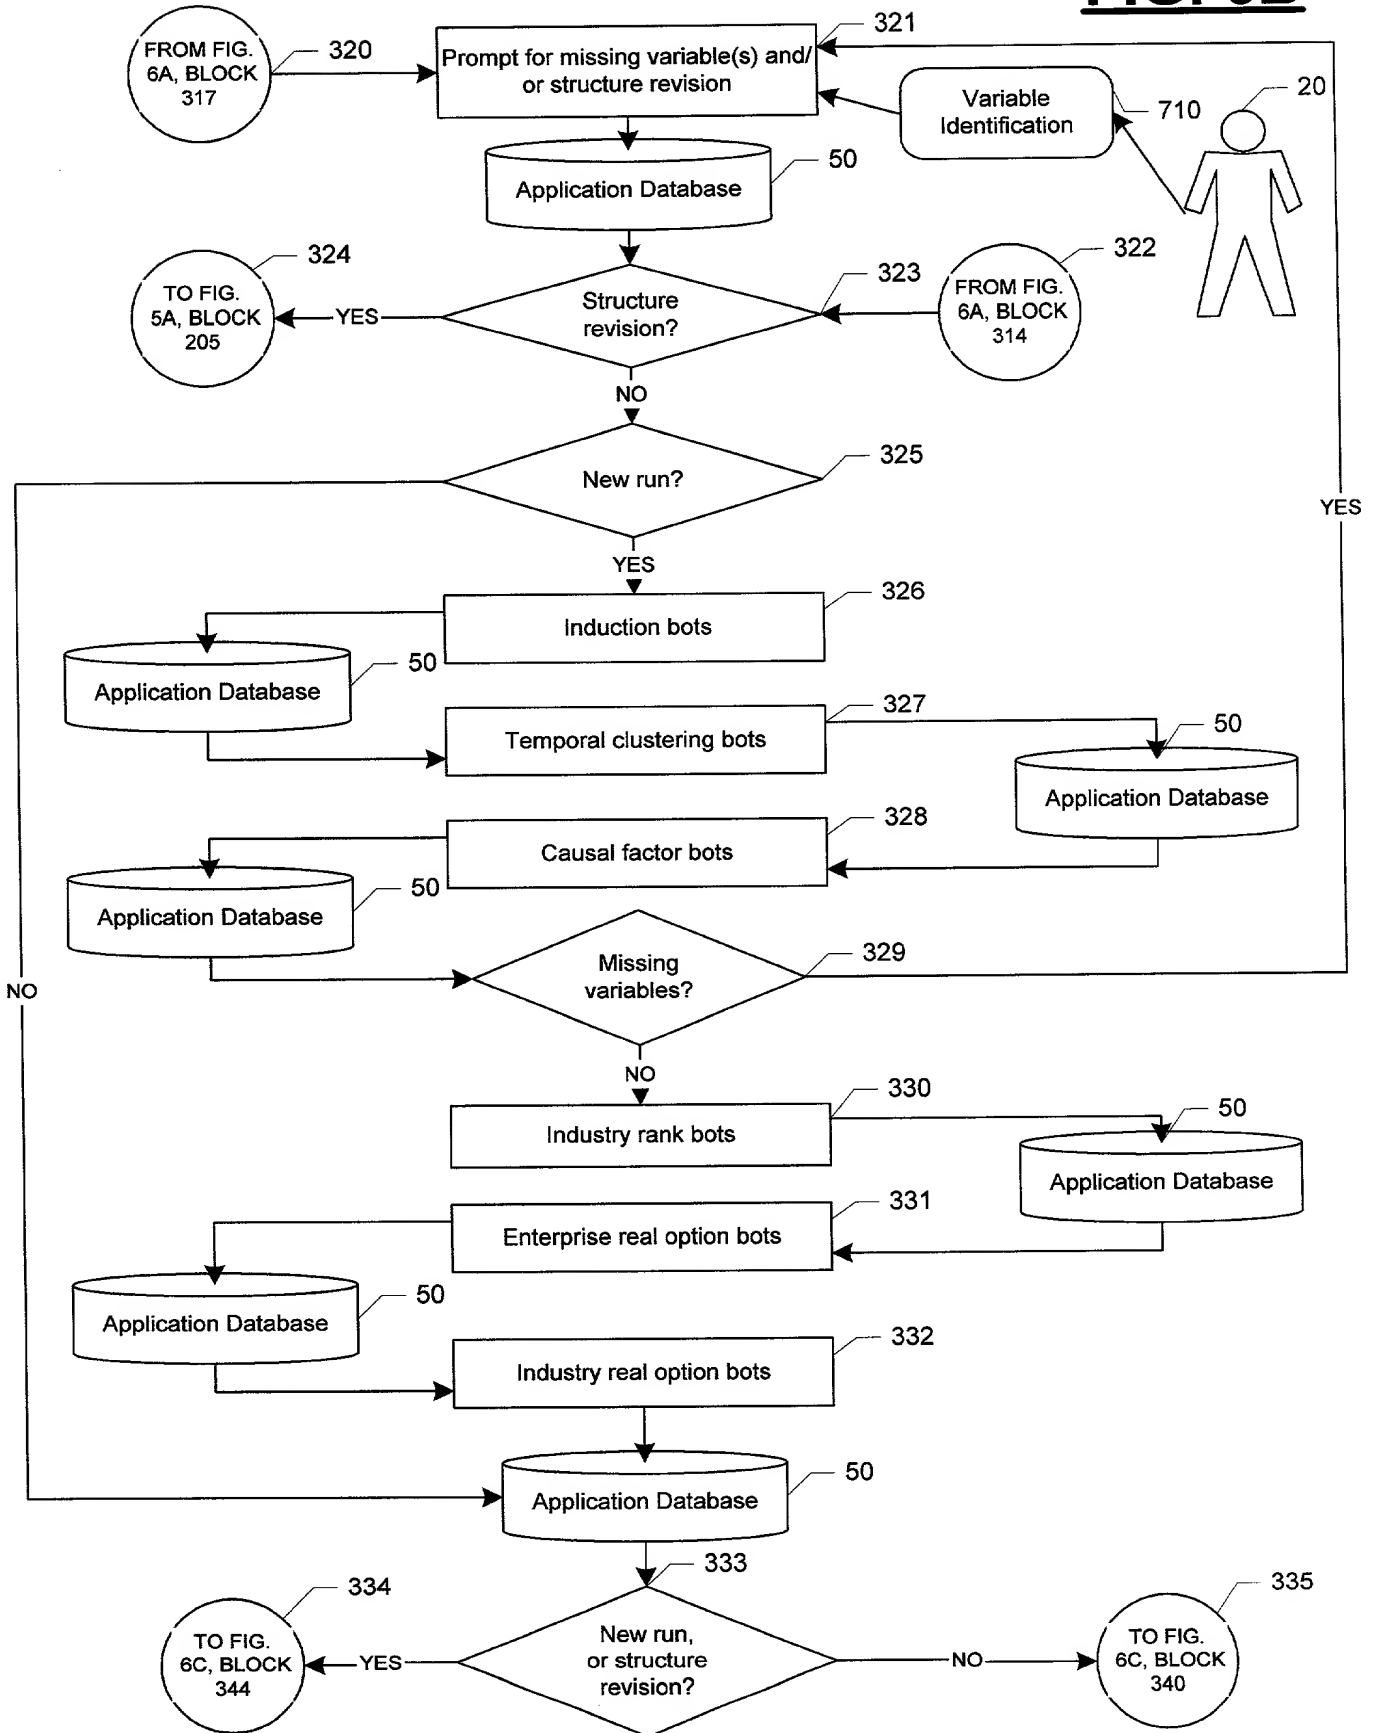 321
FROM FIG.
6A, BLOCK
317
320
Prompt for missing variable(s) and/
or structure revision
Variable
Identification
710
20
Application Database
50
324
TO FIG.
5A, BLOCK
205
YES
Structure
revision?
323
322
FROM FIG.
6A, BLOCK
314
NO
New run?
325
YES
YES
326
Induction bots
50
Application Database
327
Temporal clustering bots
50
Application Database
328
Causal factor bots
50
Application Database
Missing
variables?
329
NO
NO
330
Industry rank bots
50
Application Database
331
Enterprise real option bots
50
Application Database
332
Industry real option bots
50
Application Database
333
334
TO FIG.
6C, BLOCK
344
YES
New run,
or structure
revision?
NO
335
TO FIG.
6C, BLOCK
340